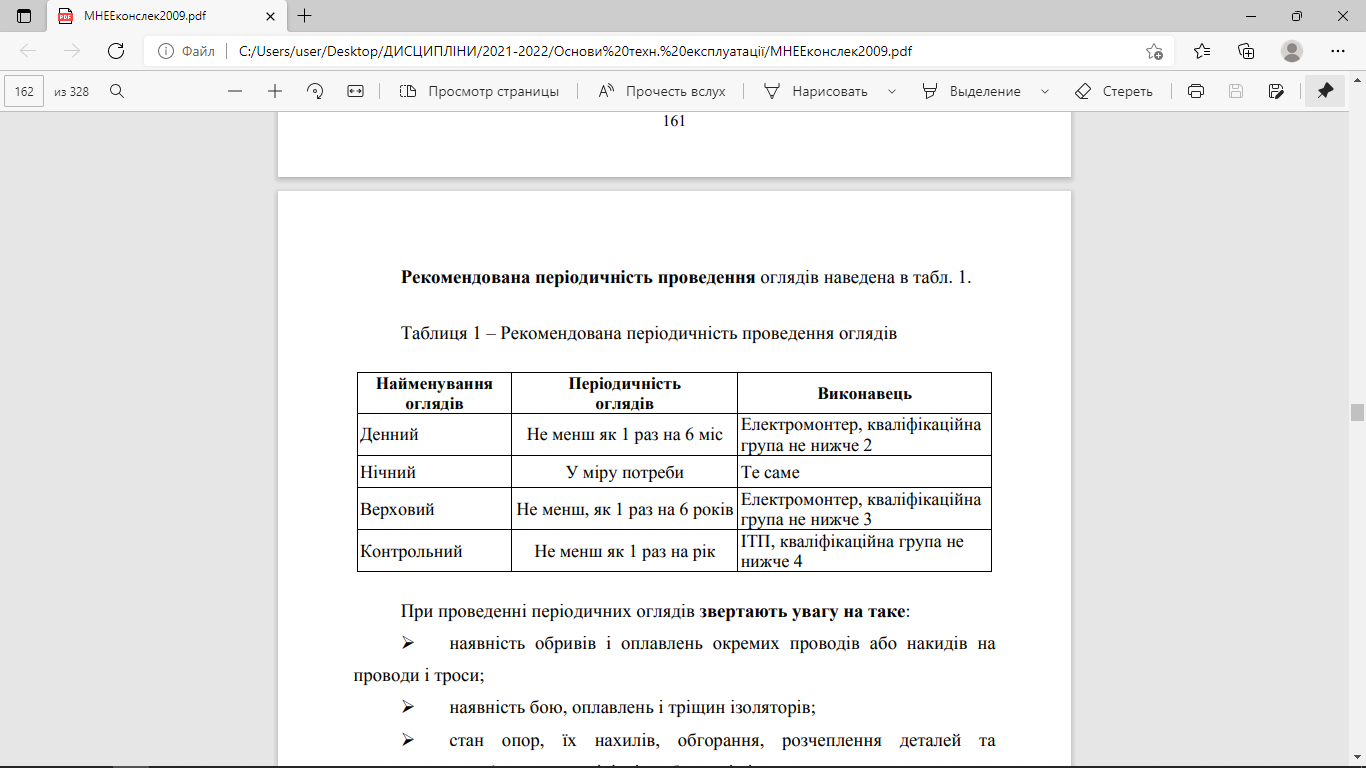 МНЕЕконслек2009.pdf
Файл
C:/Users/user/Desktop/ДИСЦИПЛІНИ/2021-2022/Основи%20техн.%20експлуатації/МНЕЕконслек2009.pdf
162 из 328 Просмотр страницы Прочесть вслух Нарисовать Выделение Стереть
161
Рекомендована періодичність проведення оглядів наведена в табл. 1.
Таблиця 1 – Рекомендована періодичність проведення оглядів
Найменування оглядів
Періодичність оглядів
Виконавець
Денний
Не менш як 1 раз на 6 міс
Електромонтер, кваліфікаційна
група не нижче 2
Нічний
У міру потреби
Те саме
Верховий
Не менш, як 1 раз на 6 років
Електромонтер, кваліфікаційна
група не нижче 3
Контрольний
Не менш як 1 раз на рік
ІТП, кваліфікаційна група не
нижче 4
При проведенні періодичних оглядів звертають увагу на таке:
➢ наявність обривів і оплавлень окремих проводів або накидів на
проводи і троси;
➢ наявність бою, оплавлень і тріщин ізоляторів;
➢ стан опор, їх нахилів, обгорання, розчеплення деталей та